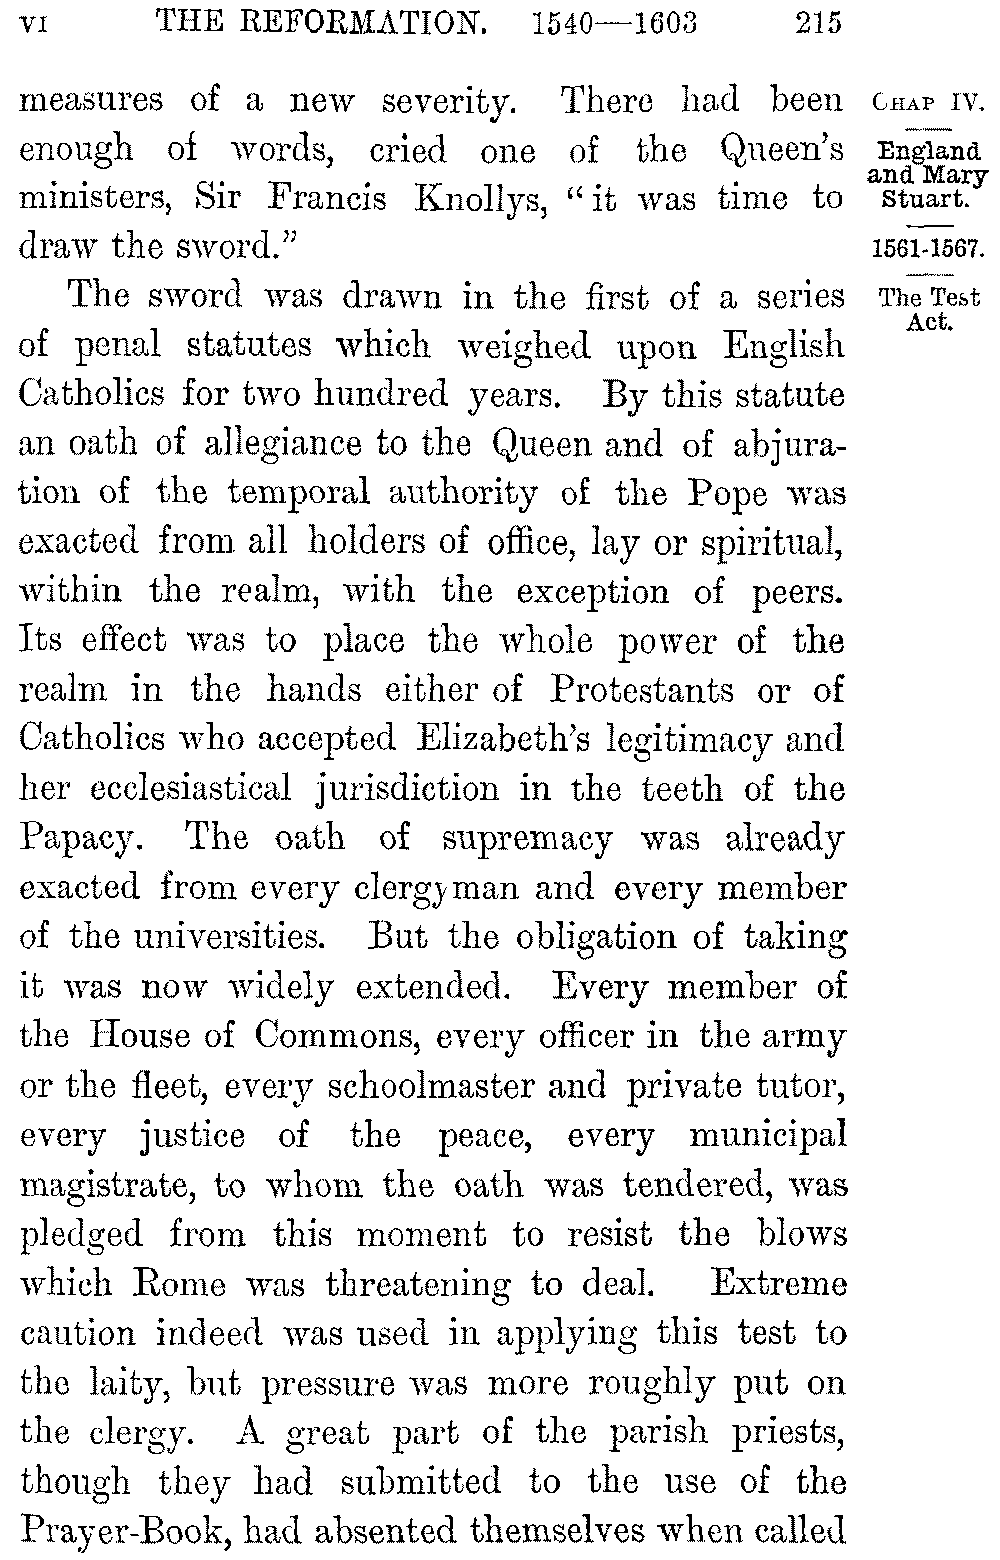 VI THE REFORMATION. 1540—1603 215
measures of a new severity. There had been
enough of words, cried one of the Queen's
ministers, Sir Francis Knollys, "it was time to
draw the sword."
The sword was drawn in the first of a series
of penal statutes which weighed upon English
Catholics for two hundred years. By this statute
an oath of allegiance to the Queen and of abjura-
tion of the temporal authority of the Pope was
exacted from all holders of office, lay or spiritual,
within the realm, with the exception of peers.
Its effect was to place the whole power of the
realm in the hands either of Protestants or of
Catholics who accepted Elizabeth's legitimacy and
her ecclesiastical jurisdiction in the teeth of the
Papacy. The oath of supremacy was already
exacted from every clergyman and every member
of the universities. But the obligation of taking
it was now widely extended. Every member of
the House of Commons, every officer in the army
or the fleet, every schoolmaster and private tutor,
every justice of the peace, every municipal
magistrate, to whom the oath was tendered, was
pledged from this moment to resist the blows
which Rome was threatening to deal. Extreme
caution indeed was used in applying this test to
the laity, but pressure was more roughly put on
the clergy. A great part of the parish priests,
though they had submitted to the use of the
Prayer-Book, had absented themselves when called
CHAP IV.
England
and Mary
Stuart.
1561-1567.
The Test
Act.